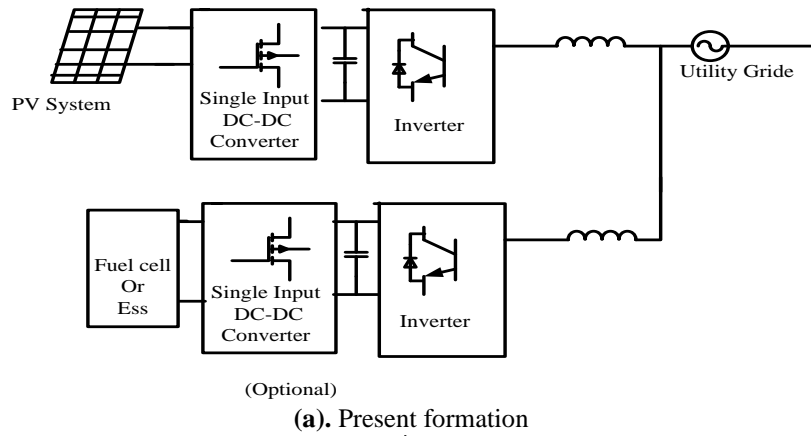 PV System
Single Input
DC-DC
Converter
Inverter
Utility Gride
Fuel cell
Or
Ess
Single Input
DC-DC
Converter
Inverter
(Optional)
(a). Present formation